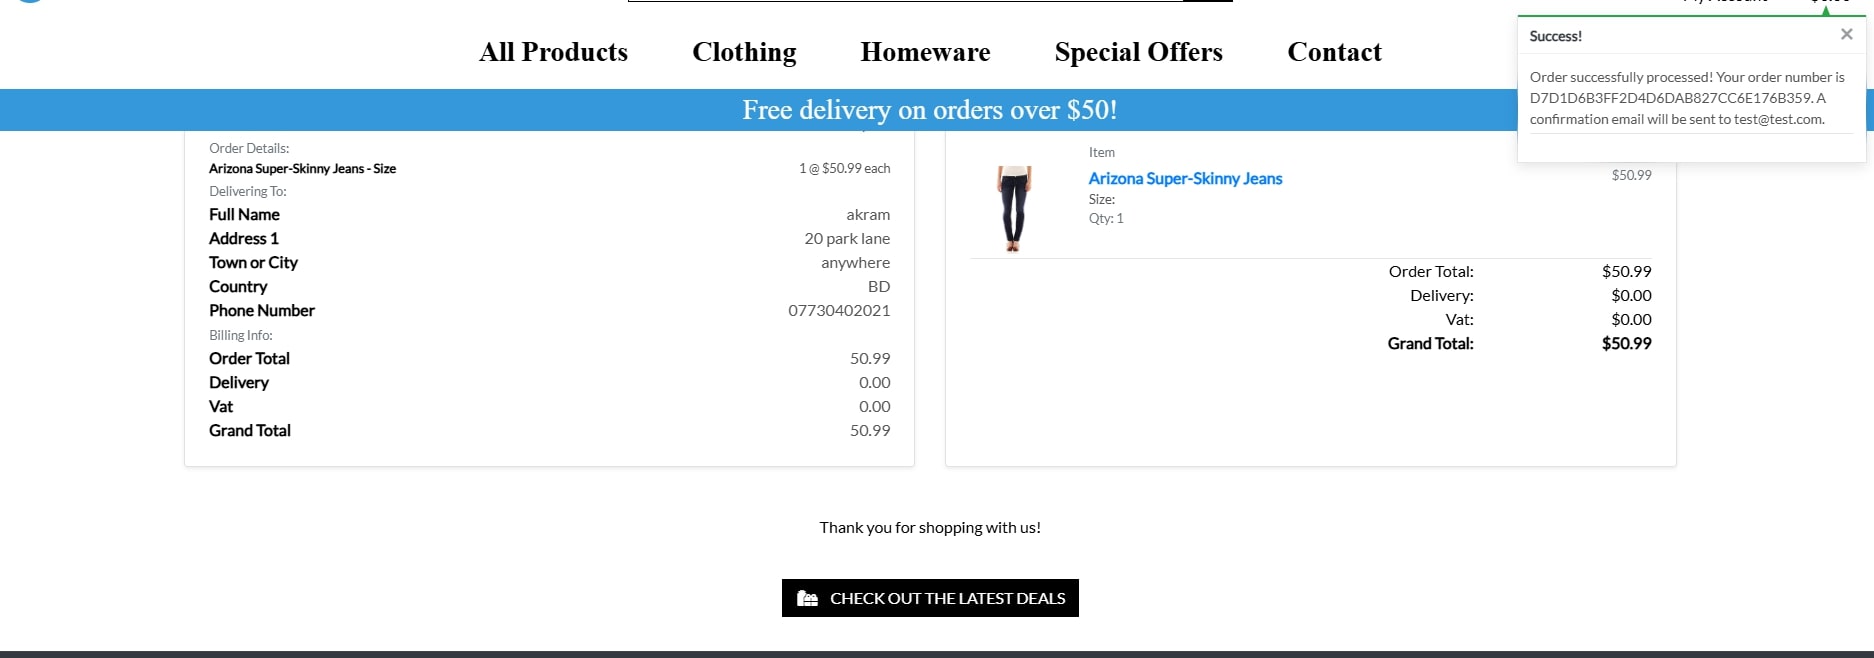 All Products Clothing Homeware Special Offers Contact
Free delivery on orders over $50!
Success!
Order successfully processed! Your order number is
D7D1D6B3FF2D4D6DAB827CC6E176B359. A
confirmation email will be sent to test@test.com.
Order Details:
Arizona Super-Skinny Jeans - Size 1 @ $50.99 each
Delivering To:
Full Name akram
Address 1 20 park lane
Town or City anywhere
Country BD
Phone Number 07730402021
Billing Info:
Order Total 50.99
Delivery 0.00
Vat 0.00
Grand Total 50.99
Item
Arizona Super-Skinny Jeans $50.99
Size:
Qty: 1
Order Total: $50.99
Delivery: $0.00
Vat: $0.00
Grand Total: $50.99
Thank you for shopping with us!
CHECK OUT THE LATEST DEALS